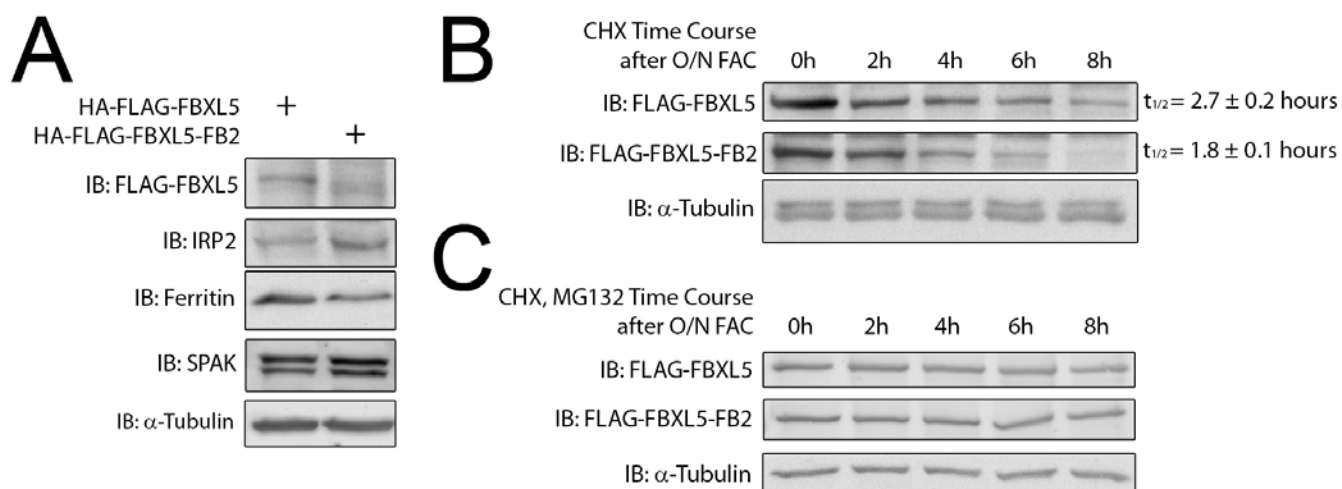 A
HA-FLAG-FBXL5 +
HA-FLAG-FBXL5-FB2 +
IB: FLAG-FBXL5
IB: IRP2
IB: Ferritin
IB: SPAK
IB: α-Tubulin
B
CHX Time Course
after O/N FAC 0h 2h 4h 6h 8h
IB: FLAG-FBXL5 t1/2 = 2.7 ± 0.2 hours
IB: FLAG-FBXL5-FB2 t1/2 = 1.8 ± 0.1 hours
IB: α-Tubulin
C
CHX, MG132 Time Course
after O/N FAC 0h 2h 4h 6h 8h
IB: FLAG-FBXL5
IB: FLAG-FBXL5-FB2
IB: α-Tubulin